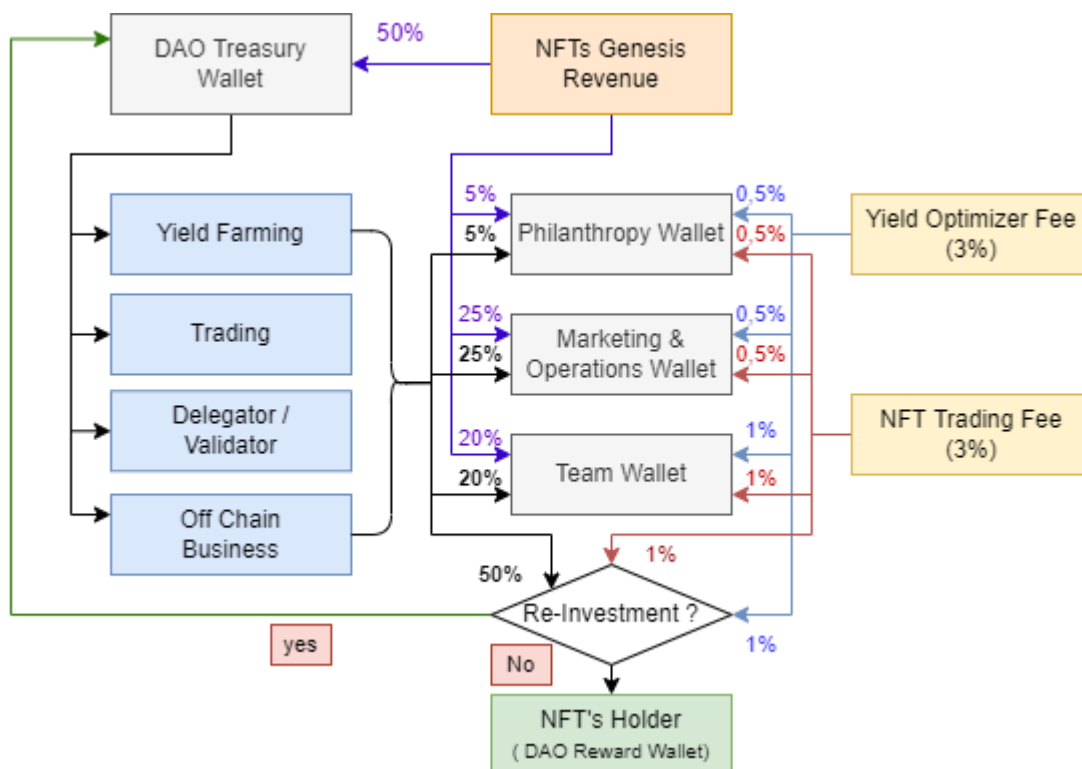 50%
DAO Treasury
Wallet
NFTs Genesis
Revenue
5%
0,5%
Yield Farming
5%
Philanthropy Wallet
0,5%
Yield Optimizer Fee
(3%)
25%
0,5%
Trading
25%
Marketing &
Operations Wallet
0,5%
Delegator /
Validator
20%
1%
NFT Trading Fee
(3%)
20%
Team Wallet
1%
Off Chain
Business
50%
1%
Re-Investment ?
yes
No
1%
NFT's Holder
( DAO Reward Wallet)